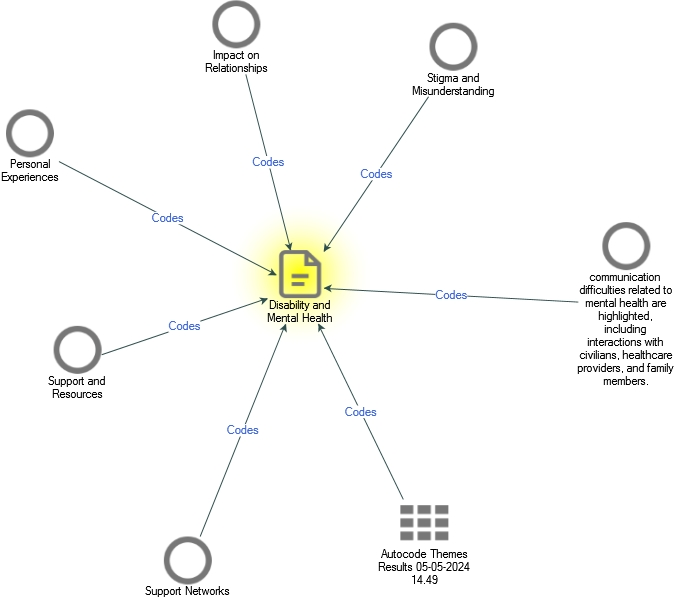 Impact on
Relationships
Stigma and
Misunderstanding
Personal
Experiences
Codes
Codes
Codes
communication
difficulties related to
mental health are
highlighted,
including
interactions with
civilians, healthcare
providers, and family
members.
Codes
Disability and
Mental Health
Codes
Support and
Resources
Codes
Codes
Autocode Themes
Results 05-05-2024
14.49
Support Networks